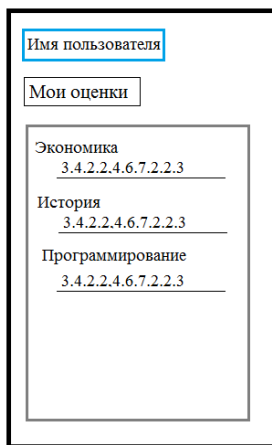 Имя пользователя
Мои оценки
Экономика
3.4.2.2.4.6.7.2.2.3
История
3.4.2.2.4.6.7.2.2.3
Программирование
3.4.2.2.4.6.7.2.2.3